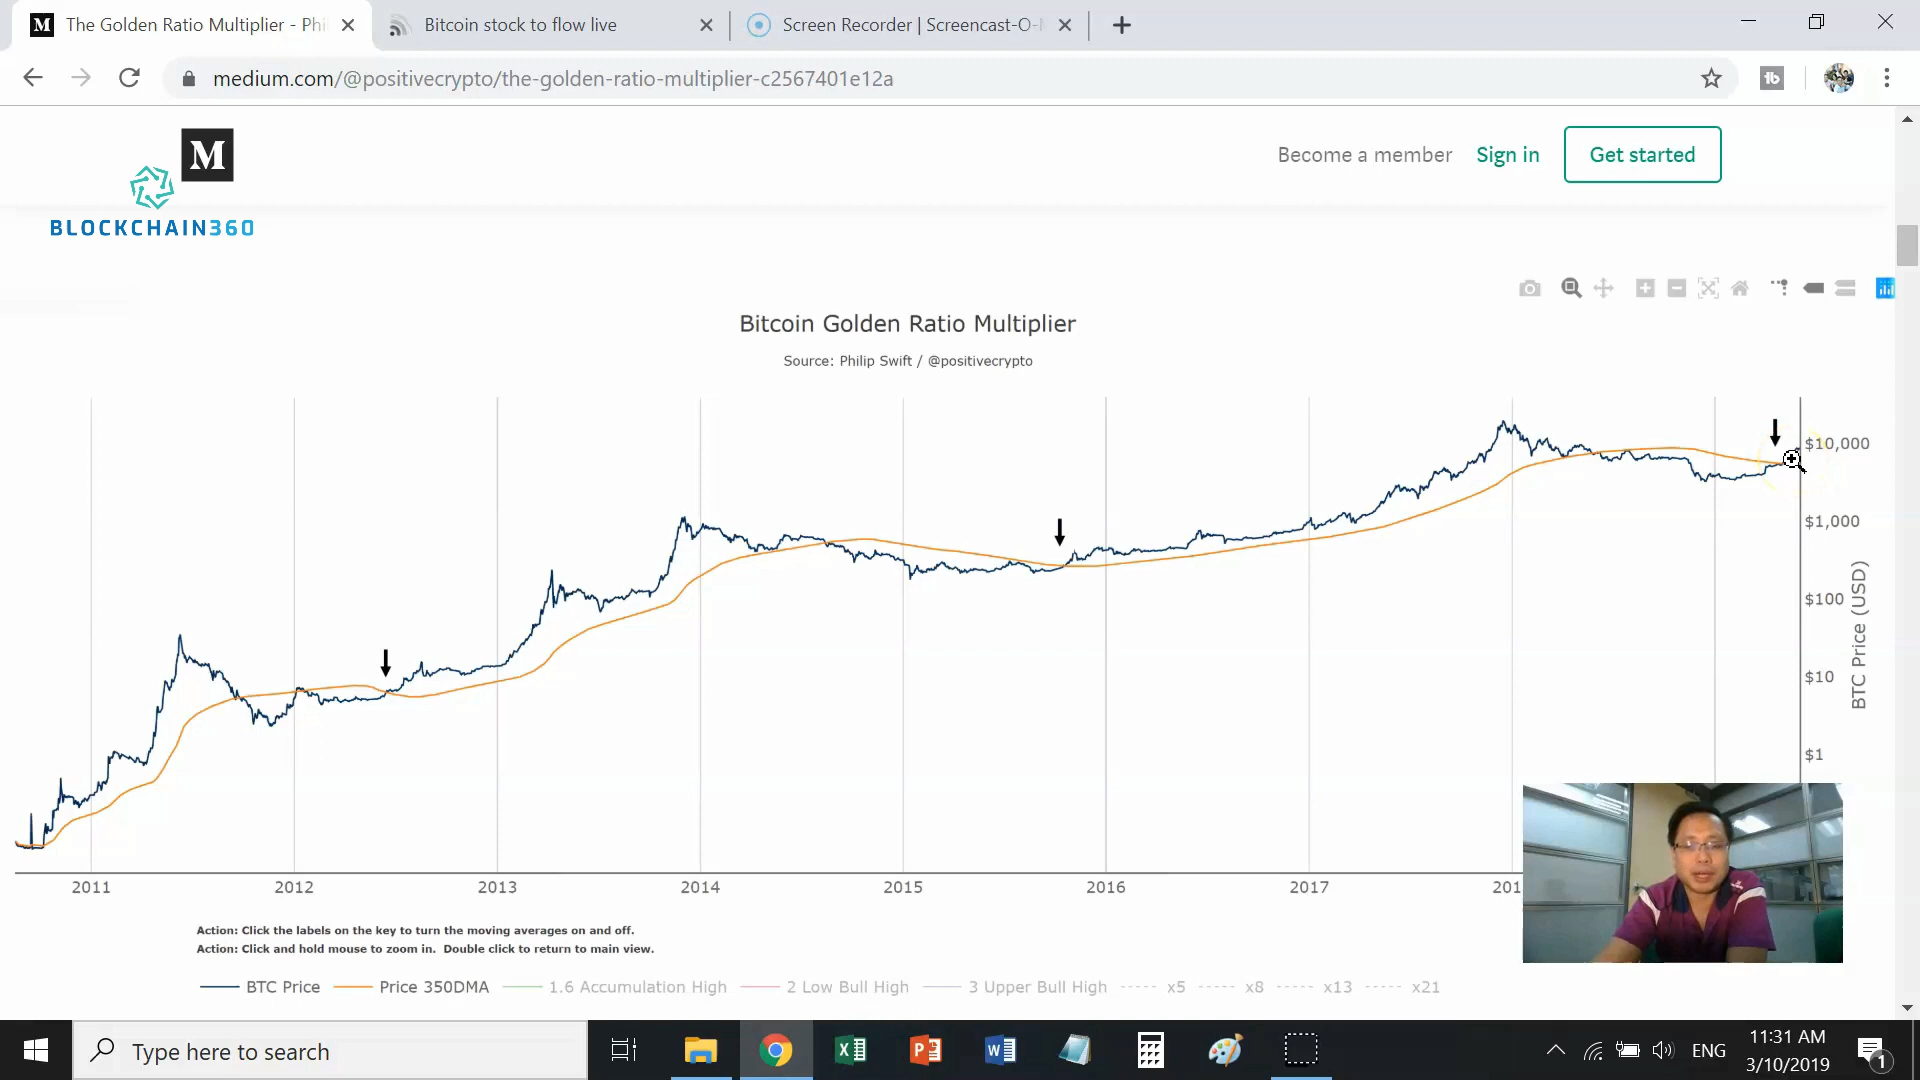 The Golden Ratio Multiplier - Phi
Bitcoin stock to flow live
Screen Recorder | Screencast-O-
medium.com/@positivecrypto/the-golden-ratio-multiplier-c2567401e12a
M
BLOCKCHAIN360
Become a member
Sign in
Get started
Bitcoin Golden Ratio Multiplier
Source: Philip Swift / @positivecrypto
$10,000
$1,000
$100
$10
$1
BTC Price (USD)
2011
2012
2013
2014
2015
2016
2017
201
Action: Click the labels on the key to turn the moving averages on and off.
Action: Click and hold mouse to zoom in. Double click to return to main view.
BTC Price
Price 350DMA
1.6 Accumulation High
2 Low Bull High
3 Upper Bull High
x5
x8
x13
x21
Type here to search
ENG
11:31 AM
3/10/2019
1